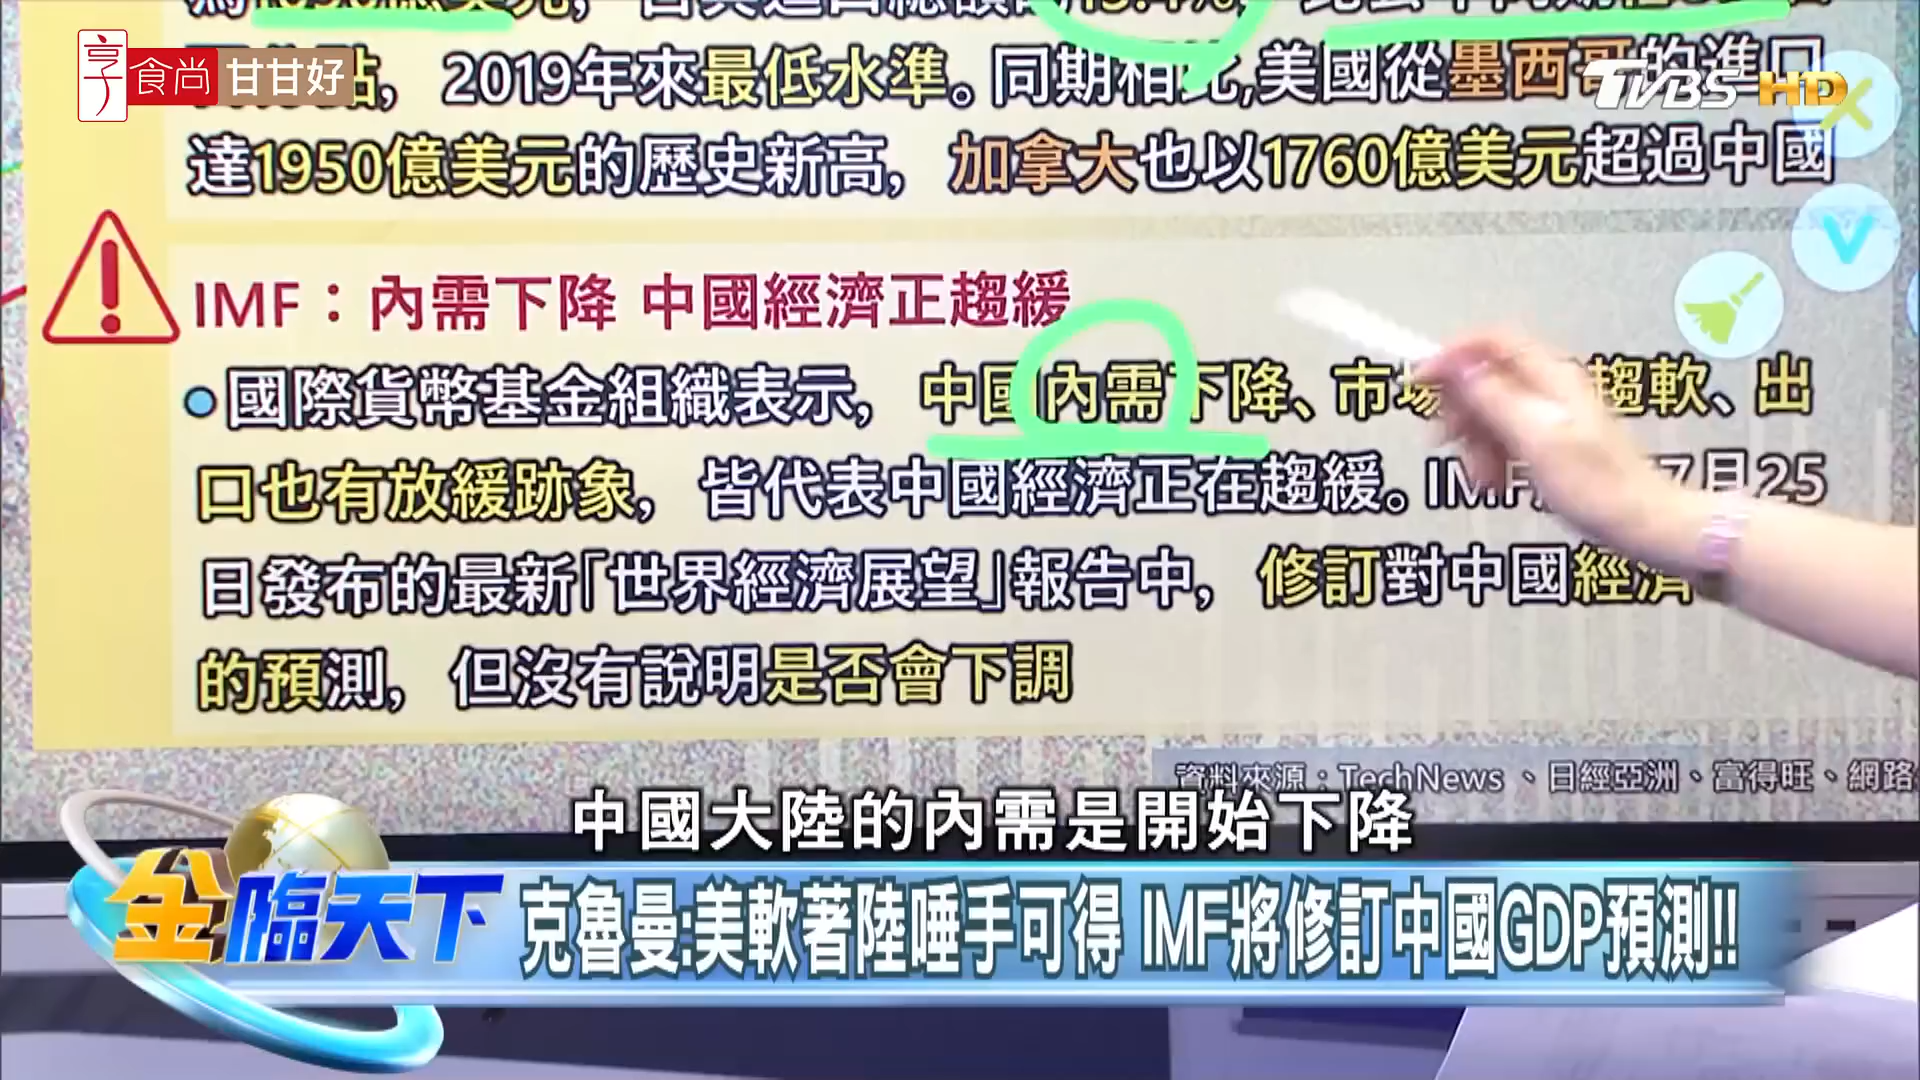 享 食尚 甘甘好
TVBS HD
2019年來最低水準。同期相比,美國從墨西哥的進口
達1950億美元的歷史新高,加拿大也以1760億美元超過中國
IMF：內需下降 中國經濟正趨緩
國際貨幣基金組織表示,中國內需下降、市場 趨軟、出
口也有放緩跡象,皆代表中國經濟正在趨緩。IMF 7月25
日發布的最新「世界經濟展望」報告中,修訂對中國經濟
的預測,但沒有說明是否會下調
資料來源：TechNews、日經亞洲、富得旺、網路
中國大陸的內需是開始下降
金臨天下
克魯曼:美軟著陸唾手可得 IMF將修訂中國GDP預測!!